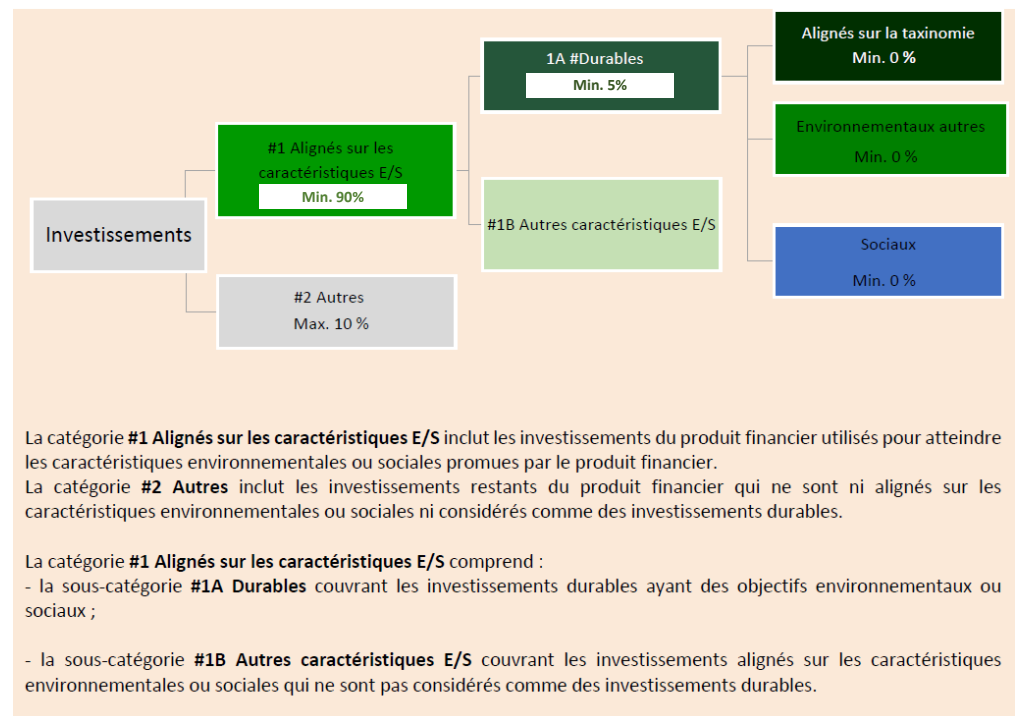 Alignés sur la taxinomie
Min. 0 %
1A #Durables
Min. 5%
Environnementaux autres
Min. 0 %
#1 Alignés sur les
caractéristiques E/S
Min. 90%
#1B Autres caractéristiques E/S
Investissements
Sociaux
Min. 0 %
#2 Autres
Max. 10 %
La catégorie #1 Alignés sur les caractéristiques E/S inclut les investissements du produit financier utilisés pour atteindre
les caractéristiques environnementales ou sociales promues par le produit financier.
La catégorie #2 Autres inclut les investissements restants du produit financier qui ne sont ni alignés sur les
caractéristiques environnementales ou sociales ni considérés comme des investissements durables.
La catégorie #1 Alignés sur les caractéristiques E/S comprend :
- la sous-catégorie #1A Durables couvrant les investissements durables ayant des objectifs environnementaux ou
sociaux ;
- la sous-catégorie #1B Autres caractéristiques E/S couvrant les investissements alignés sur les caractéristiques
environnementales ou sociales qui ne sont pas considérés comme des investissements durables.